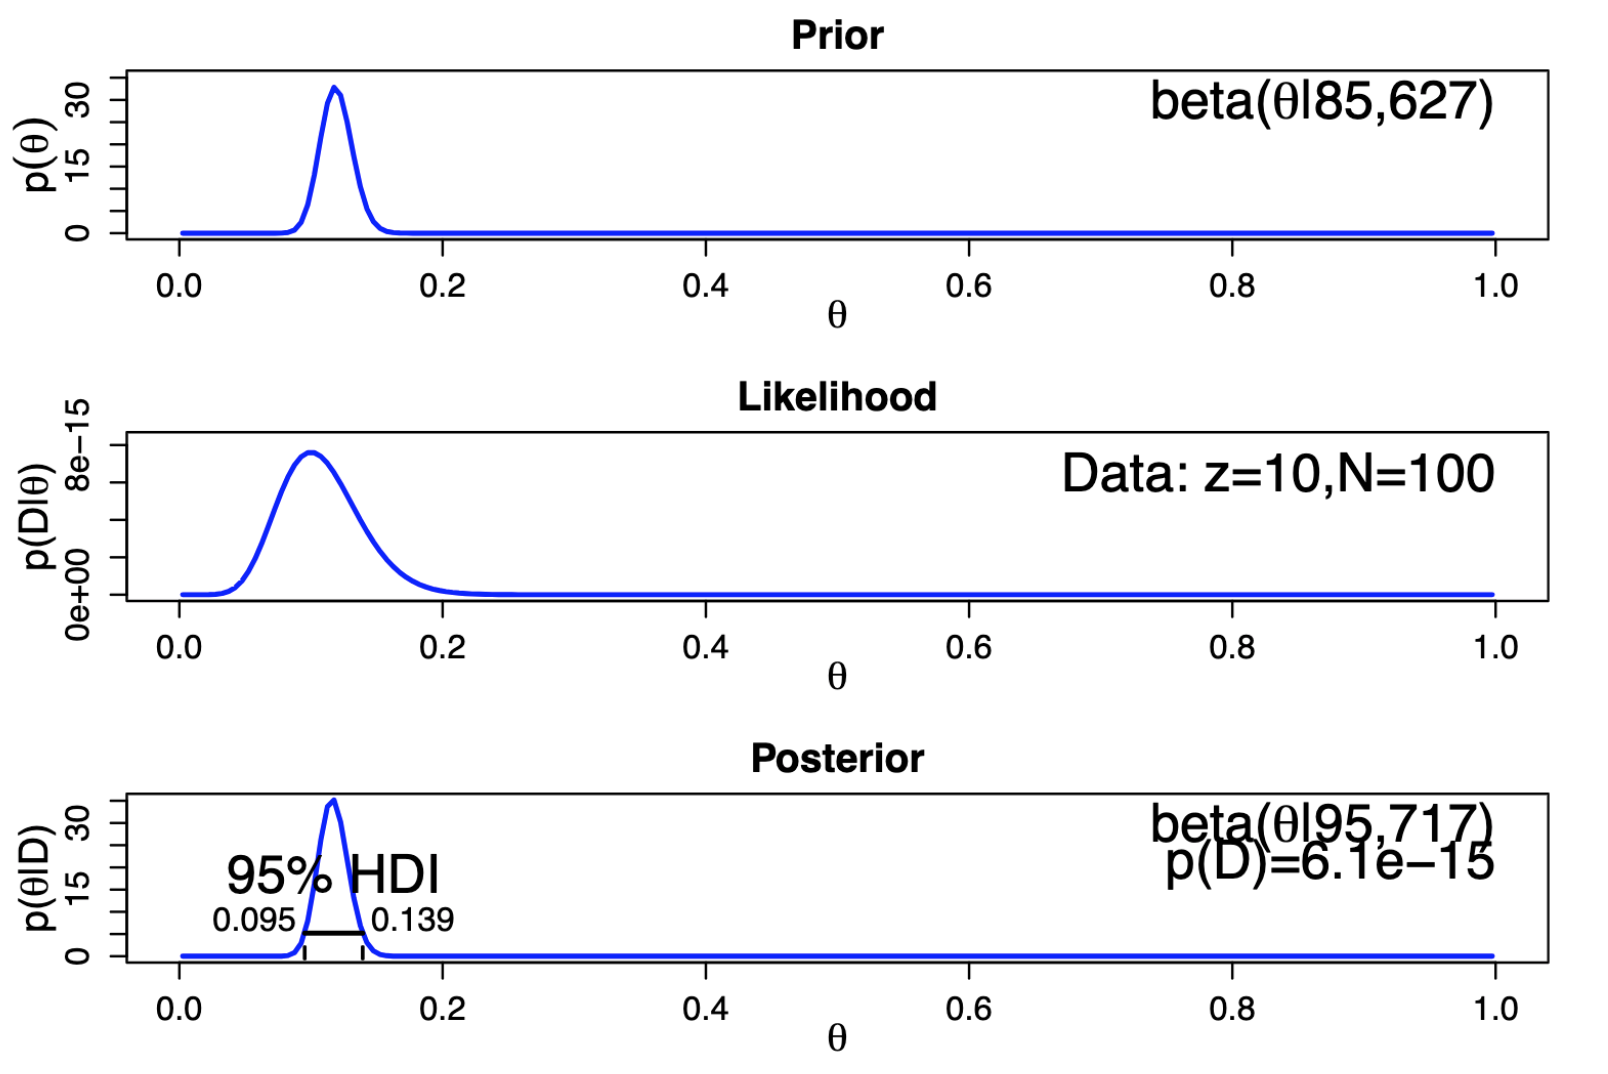 Prior
beta(θ|85,627)
p(θ)
0 15 30
0.0 0.2 0.4 0.6 0.8 1.0
θ
Likelihood
Data: z=10,N=100
p(D|θ)
0e+00 8e−15
0.0 0.2 0.4 0.6 0.8 1.0
θ
Posterior
beta(θ|95,717)
p(D)=6.1e−15
95% HDI
0.095 0.139
p(θ|D)
0 15 30
0.0 0.2 0.4 0.6 0.8 1.0
θ